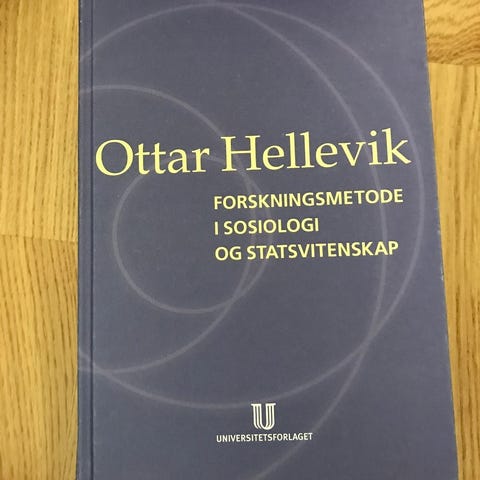 Ottar Hellevik
FORSKNINGSMETODE
I SOSIOLOGI
OG STATSVITENSKAP
UNIVERSITETSFORLAGET